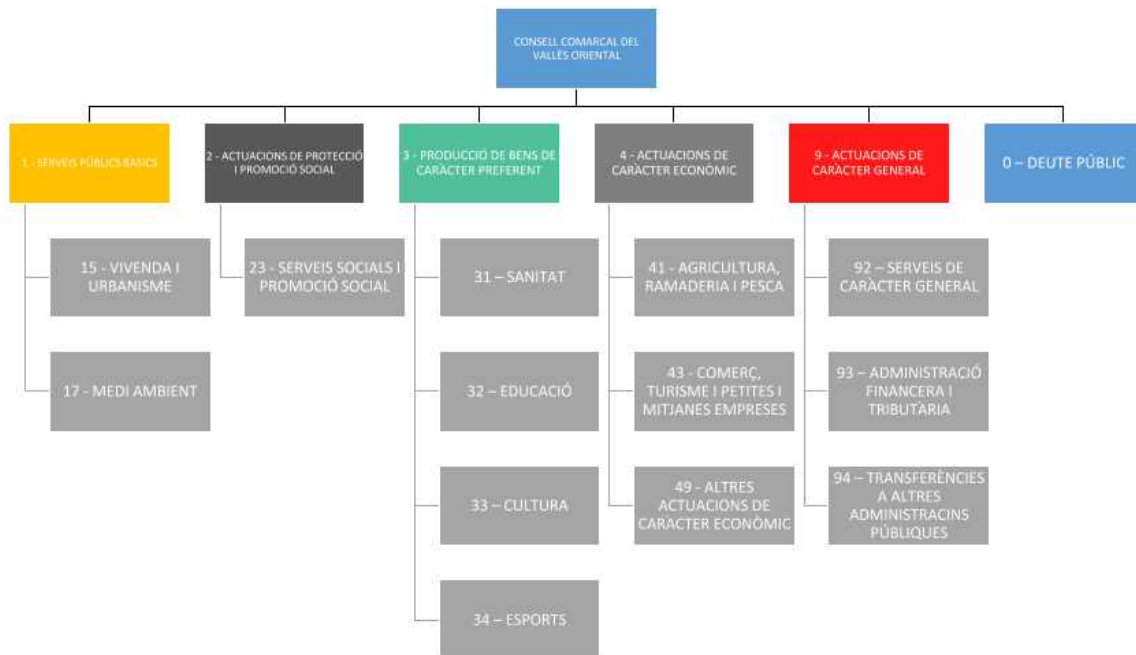 CONSELL COMARCAL DEL
VALLÈS ORIENTAL
1 - SERVEIS PÚBLICS BÀSICS
2 - ACTUACIONS DE PROTECCIÓ
I PROMOCIÓ SOCIAL
3 - PRODUCCIÓ DE BENS DE
CARÀCTER PREFERENT
4 - ACTUACIONS DE
CARÀCTER ECONÒMIC
9 - ACTUACIONS DE
CARÀCTER GENERAL
0 – DEUTE PÚBLIC
15 - VIVENDA I
URBANISME
23 - SERVEIS SOCIALS I
PROMOCIÓ SOCIAL
31 – SANITAT
41 - AGRICULTURA,
RAMADERIA I PESCA
92 – SERVEIS DE
CARÀCTER GENERAL
17 - MEDI AMBIENT
32 – EDUCACIÓ
43 - COMERÇ,
TURISME I PETITES I
MITJANES EMPRESES
93 – ADMINISTRACIÓ
FINANCERA I
TRIBUTÀRIA
33 – CULTURA
49 - ALTRES
ACTUACIONS DE
CARÀCTER ECONÒMIC
94 – TRANSFERÈNCIES
A ALTRES
ADMINISTRACINS
PÚBLIQUES
34 – ESPORTS